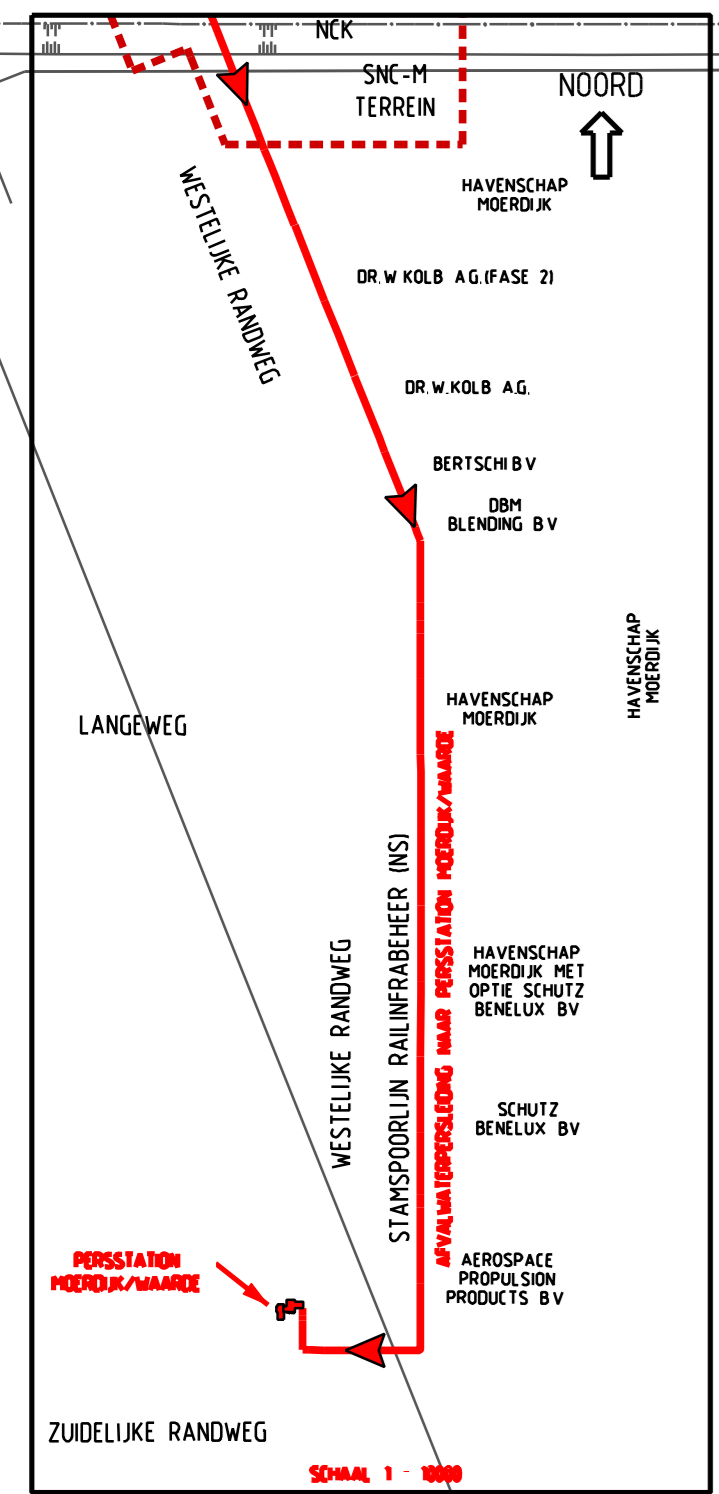 NCK
SNC-M
TERREIN
NOORD
HAVENSCHAP
MOERDIJK
WESTELIJKE RANDWEG
DR. W KOLB A G. (FASE 2)
DR. W. KOLB A.G.
BERTSCHI B V
DBM
BLENDING B V
HAVENSCHAP
MOERDIJK
HAVENSCHAP
MOERDIJK
LANGEWEG
AFVALWATERPERSLEIDING NAAR PERSSTATION MOERDIJK/WAARDE
STAMSPOORLIJN RAILINFRABEHEER (NS)
WESTELIJKE RANDWEG
HAVENSCHAP
MOERDIJK MET
OPTIE SCHUTZ
BENELUX BV
SCHUTZ
BENELUX BV
AEROSPACE
PROPULSION
PRODUCTS BV
PERSSTATION
MOERDIJK/WAARDE
ZUIDELIJKE RANDWEG
SCHAAL 1 - 10000